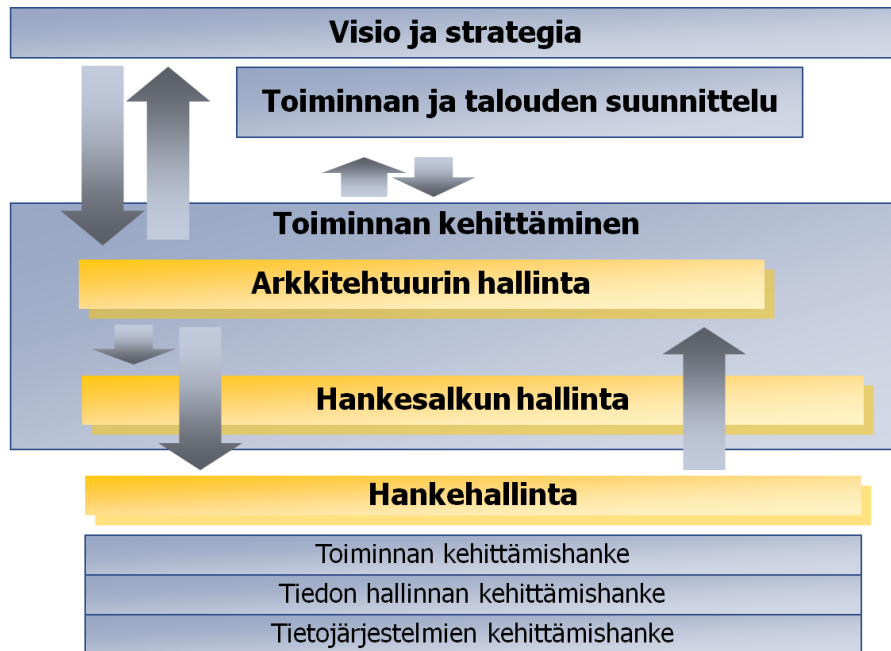 Visio ja strategia
Toiminnan ja talouden suunnittelu
Toiminnan kehittäminen
Arkkitehtuurin hallinta
Hankesalkun hallinta
Hankehallinta
Toiminnan kehittämishanke
Tiedon hallinnan kehittämishanke
Tietojärjestelmien kehittämishanke